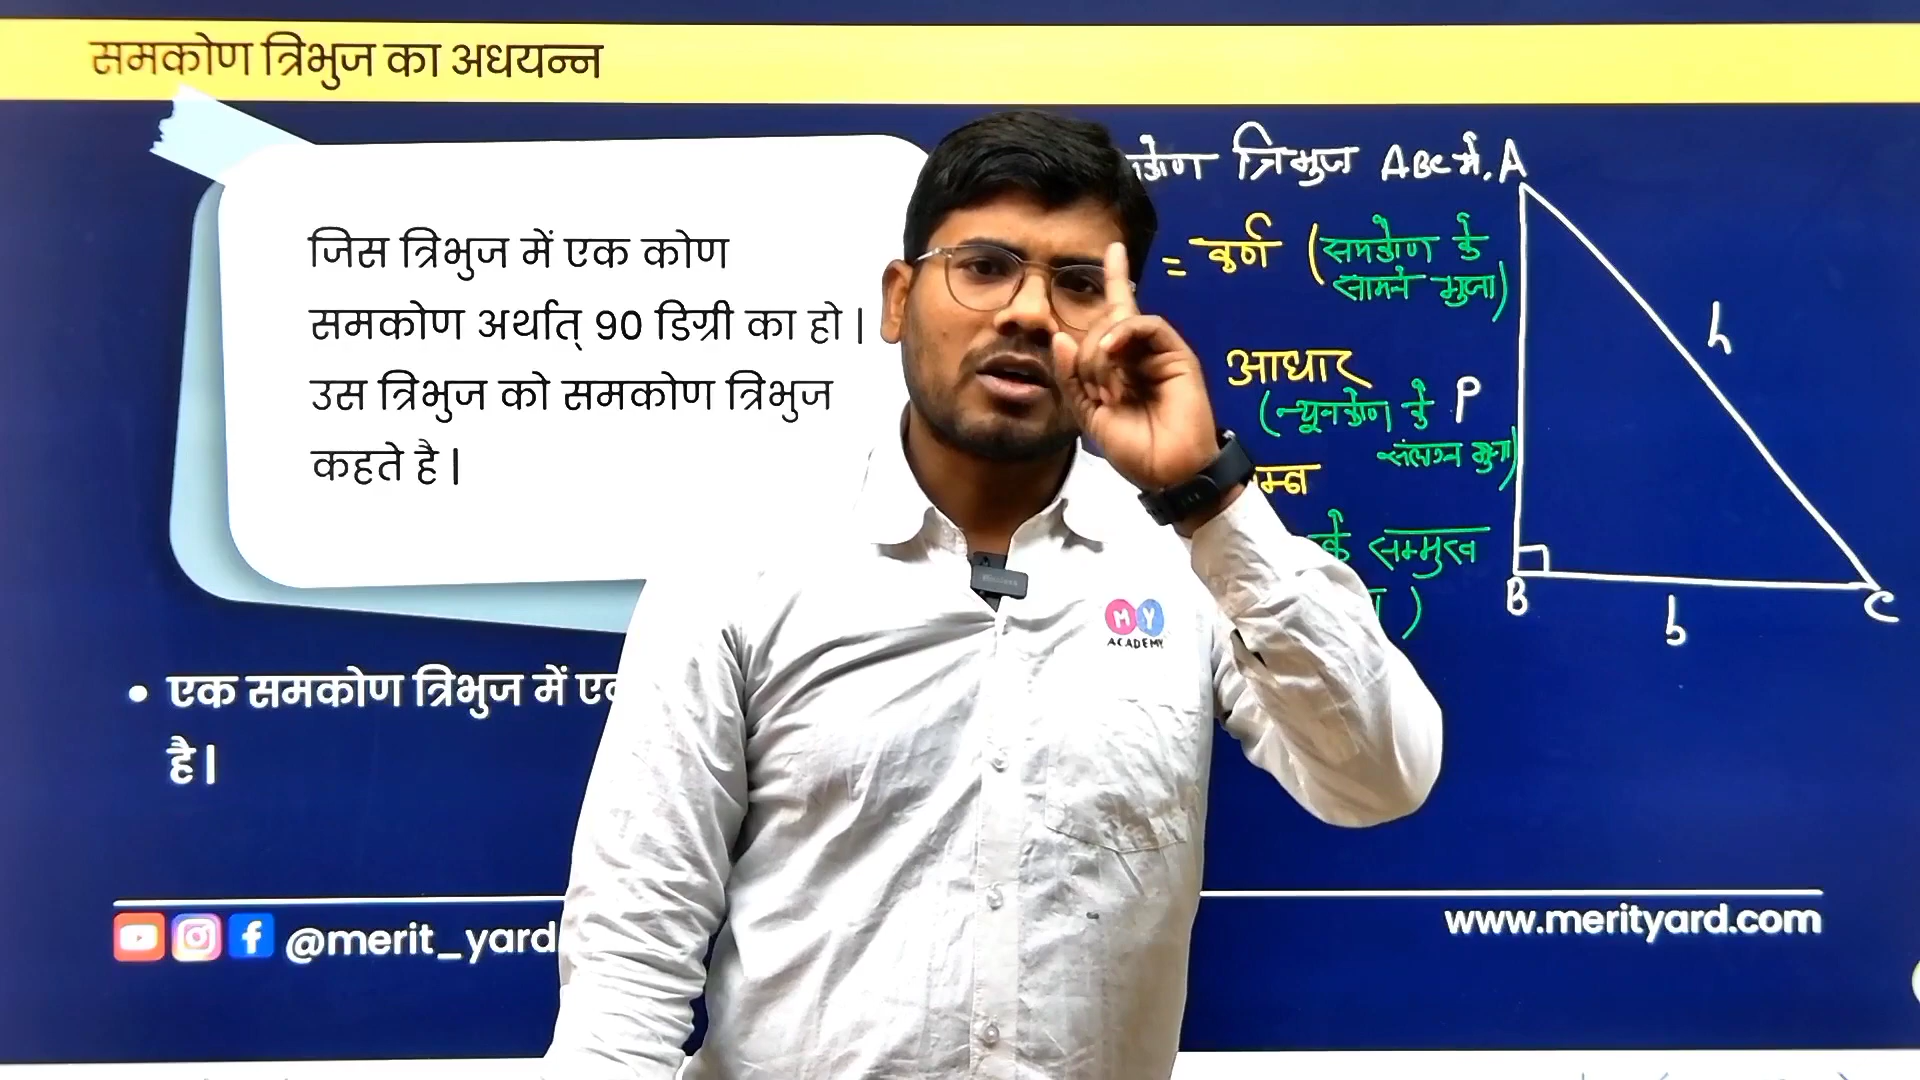 समकोण त्रिभुज का अधयन्न
जिस त्रिभुज में एक कोण
समकोण अर्थात् 90 डिग्री का हो |
उस त्रिभुज को समकोण त्रिभुज
कहते है |
• एक समकोण त्रिभुज में
है |
त्रिभुज ABC में, A
= कर्ण (समकोण के
सामने भुजा)
h
आधार
(न्यूनकोण के
P
संलग्न भुजा)
के सम्मुख
)
B
C
b
MY
ACADEMY
@merit_yard
www.merityard.com